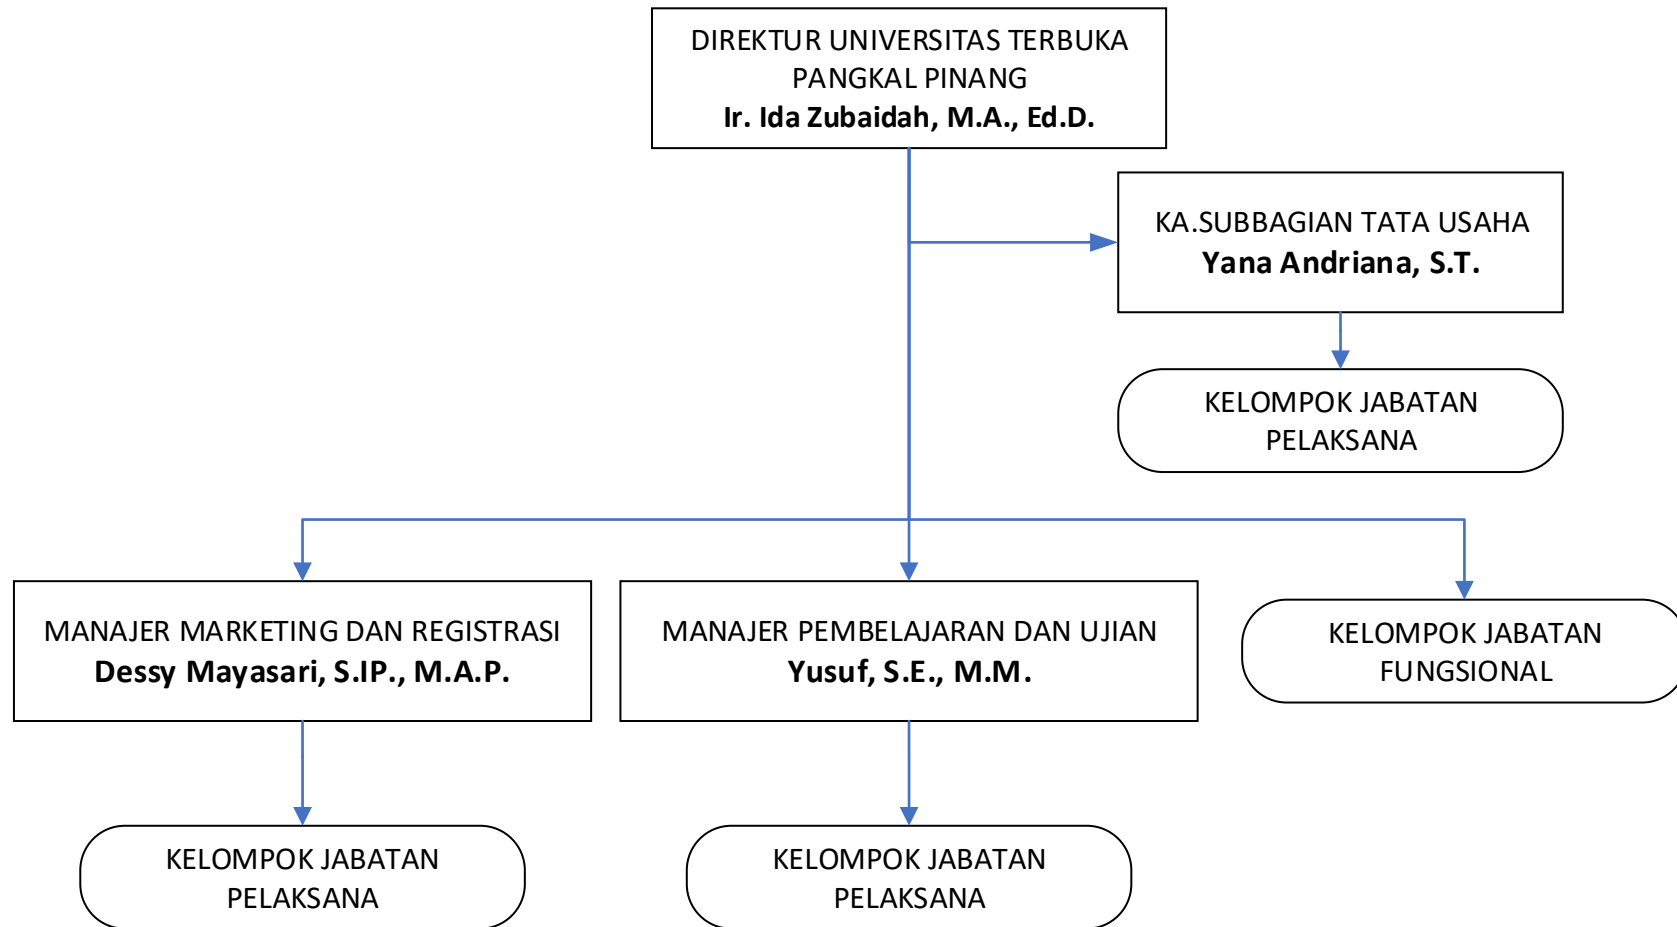 DIREKTUR UNIVERSITAS TERBUKA
PANGKAL PINANG
Ir. Ida Zubaidah, M.A., Ed.D.
KA.SUBBAGIAN TATA USAHA
Yana Andriana, S.T.
KELOMPOK JABATAN
PELAKSANA
MANAJER MARKETING DAN REGISTRASI
Dessy Mayasari, S.IP., M.A.P.
MANAJER PEMBELAJARAN DAN UJIAN
Yusuf, S.E., M.M.
KELOMPOK JABATAN
FUNGSIONAL
KELOMPOK JABATAN
PELAKSANA
KELOMPOK JABATAN
PELAKSANA